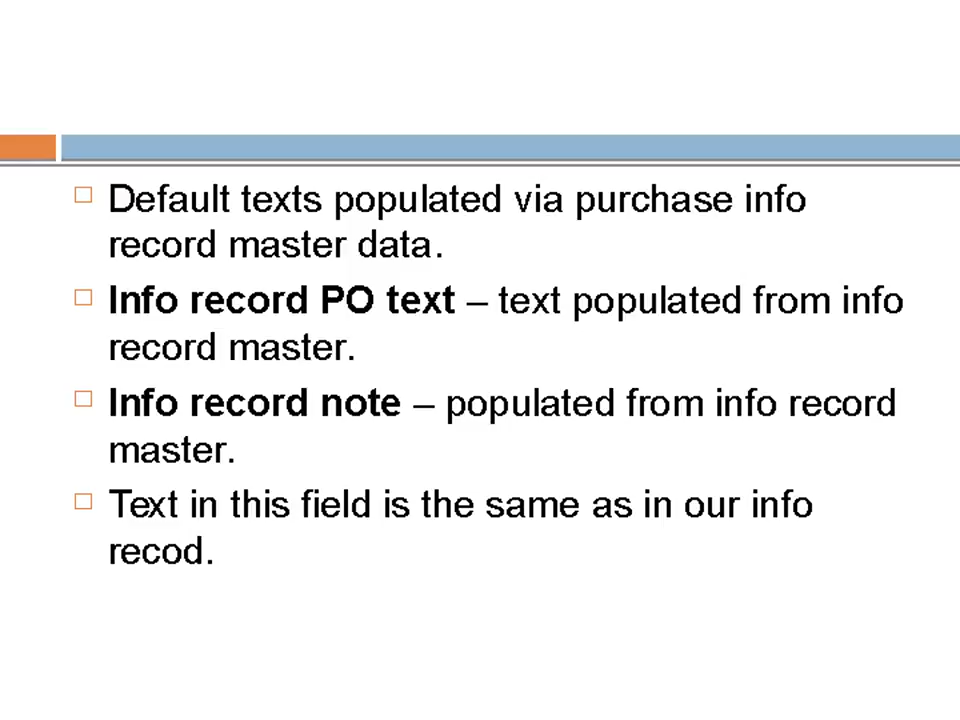 Default texts populated via purchase info
record master data.
Info record PO text – text populated from info
record master.
Info record note – populated from info record
master.
Text in this field is the same as in our info
recod.